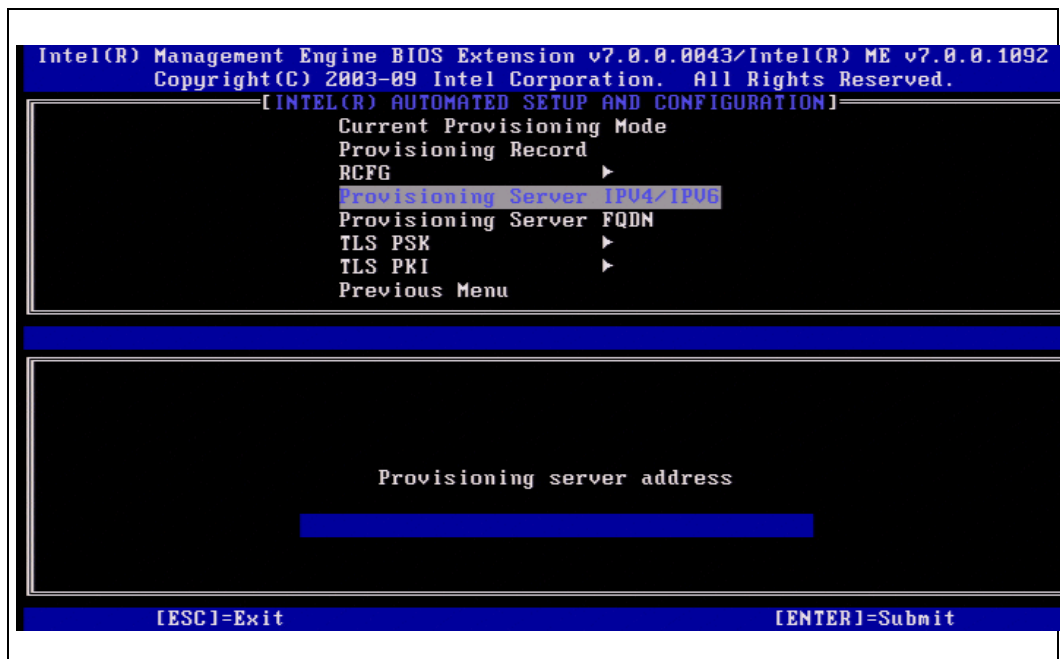 Intel(R) Management Engine BIOS Extension v7.0.0.0043/Intel(R) ME v7.0.0.1092
Copyright(C) 2003-09 Intel Corporation. All Rights Reserved.
[INTEL(R) AUTOMATED SETUP AND CONFIGURATION]
Current Provisioning Mode
Provisioning Record
RCFG ►
Provisioning Server IPV4/IPV6
Provisioning Server FQDN
TLS PSK ►
TLS PKI ►
Previous Menu
Provisioning server address
[ESC]=Exit [ENTER]=Submit